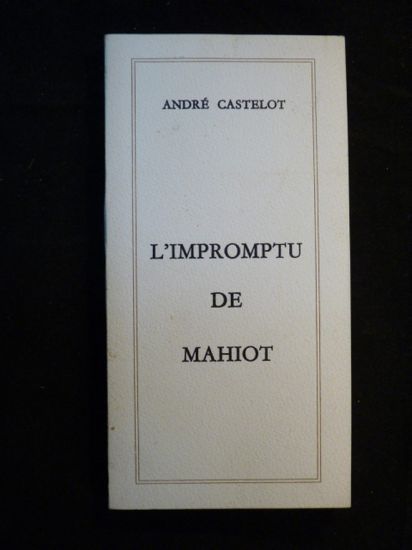 ANDRÉ CASTELOT
L'IMPROMPTU
DE
MAHIOT